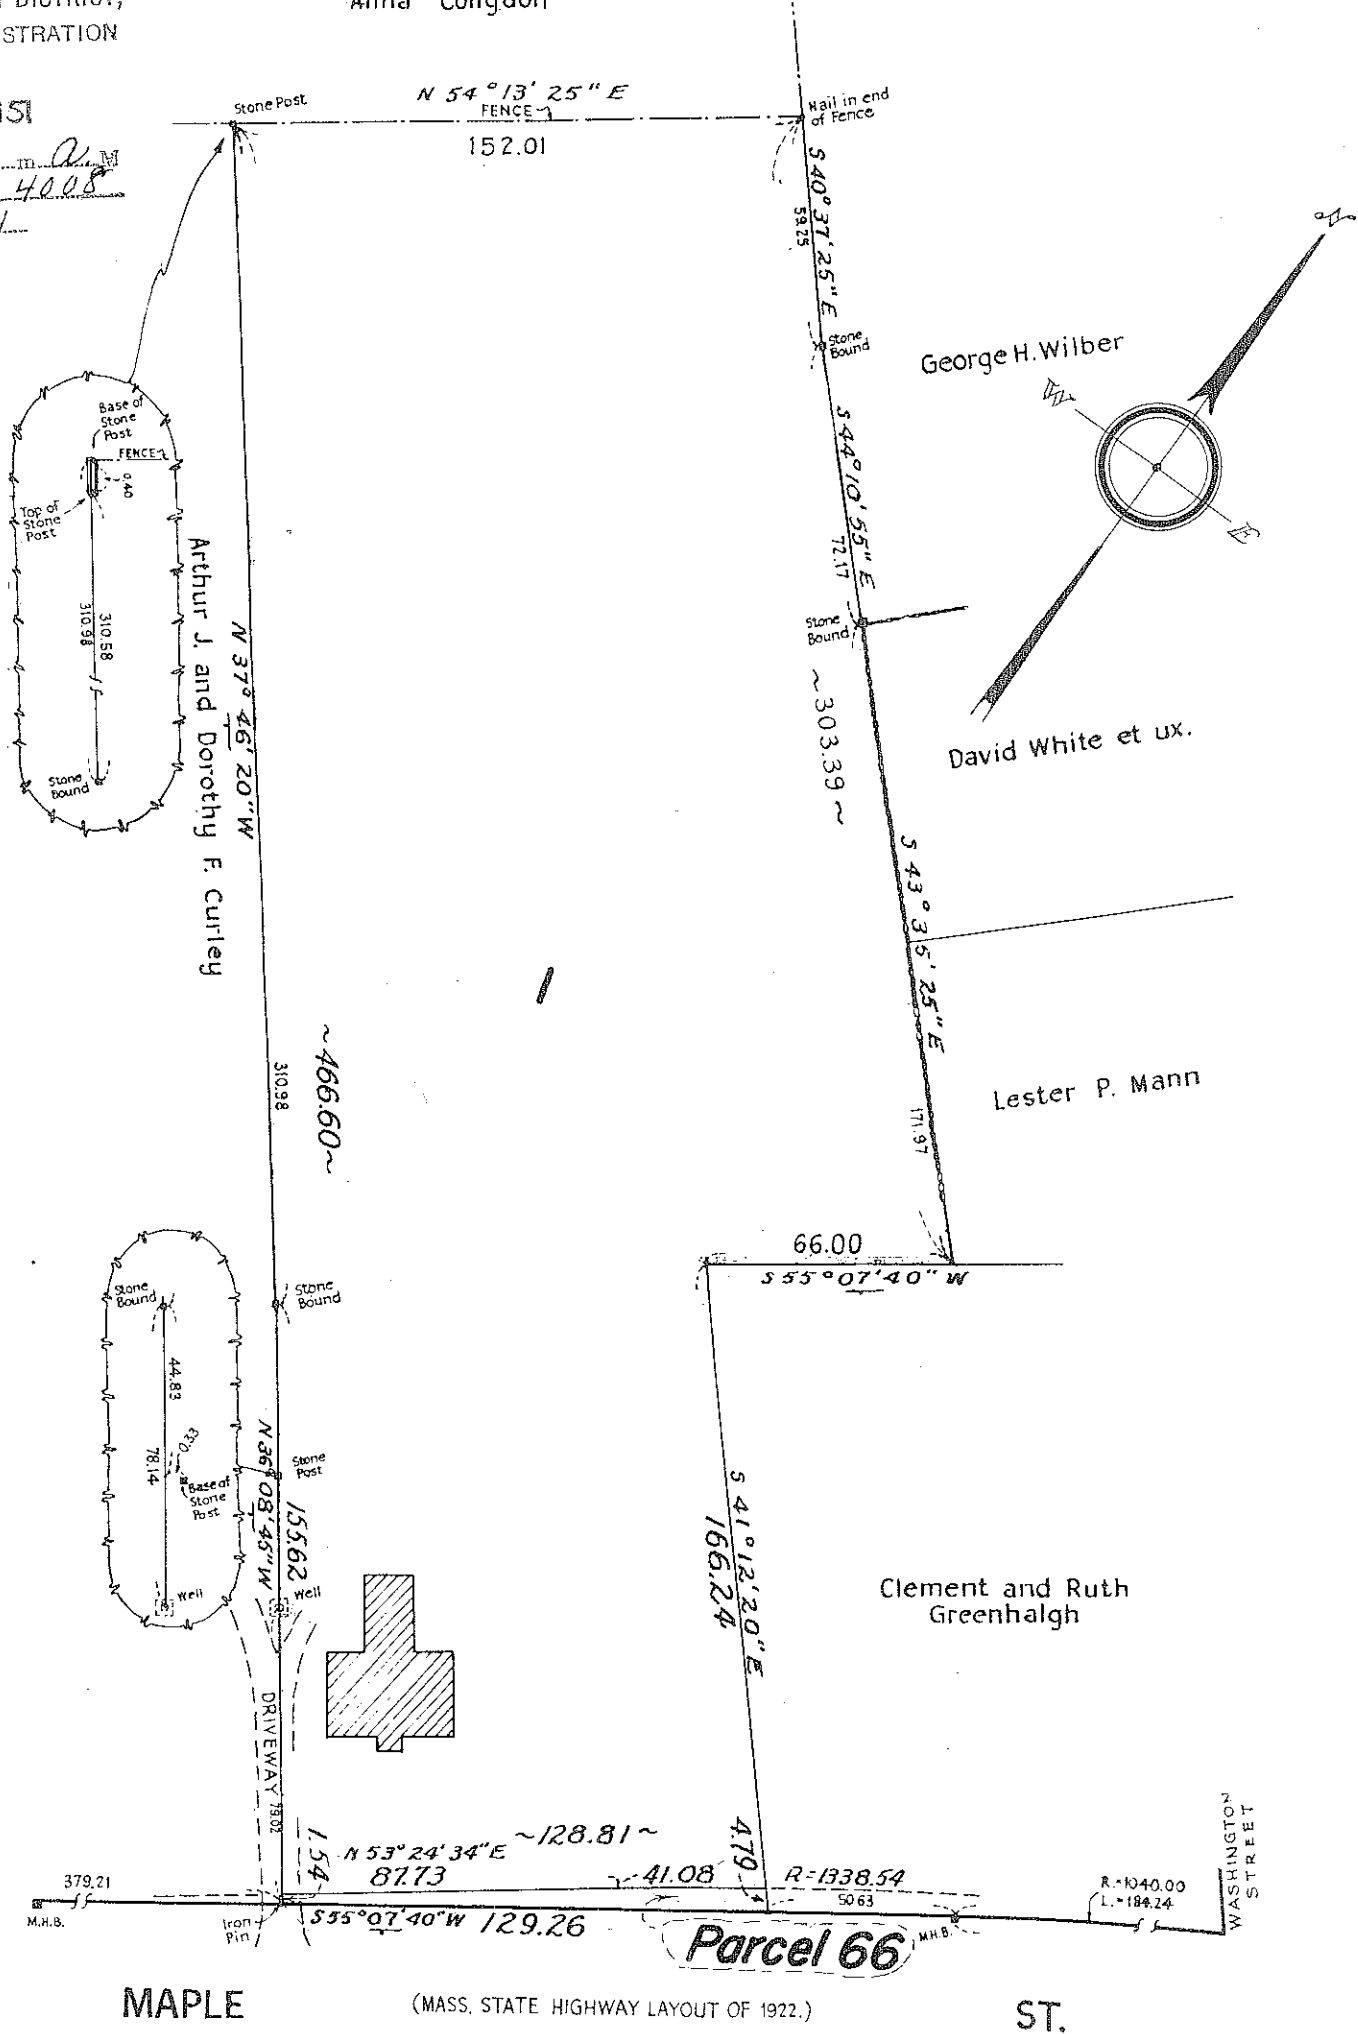 DISTRICT,
STRATION
Anna Congdon
A. M
4008
Stone Post
N 54° 13' 25" E
FENCE
152.01
Nail in end
of Fence
S 40° 37' 25" E
59.25
Stone
Bound
George H. Wilber
N
W
E
S 44° 10' 55" E
72.17
Stone
Bound
~303.39~
David White et ux.
S 43° 35' 25" E
171.97
Lester P. Mann
Base of
Stone
Post
FENCE
0.40
Top of
Stone
Post
310.58
310.98
Stone
Bound
Arthur J. and Dorothy F. Curley
N 37° 46' 20" W
1
310.98
~466.60~
66.00
S 55° 07' 40" W
Stone
Bound
Stone
Bound
44.83
78.14
0.33
Base of
Stone
Post
Well
N 36° 08' 45" W
155.62
Stone
Post
Well
S 41° 12' 20" E
166.24
Clement and Ruth
Greenhalgh
DRIVEWAY
79.02
1.54
N 53° 24' 34" E ~128.81~
87.73
41.08
4.79
R=1338.54
50.63
379.21
M.H.B.
Iron
Pin
S 55° 07' 40" W 129.26
Parcel 66
M.H.B.
R.=1040.00
L.=184.24
WASHINGTON
STREET
MAPLE
(MASS. STATE HIGHWAY LAYOUT OF 1922.)
ST.